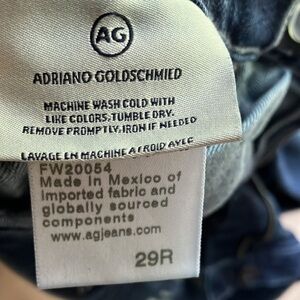 AG
ADRIANO GOLDSCHMIED
MACHINE WASH COLD WITH
LIKE COLORS. TUMBLE DRY.
REMOVE PROMPTLY, IRON IF NEEDED
LAVAGE EN MACHINE A FROID AVEC
FW20054
Made in Mexico of
imported fabric and
globally sourced
components
www.agjeans.com
29R